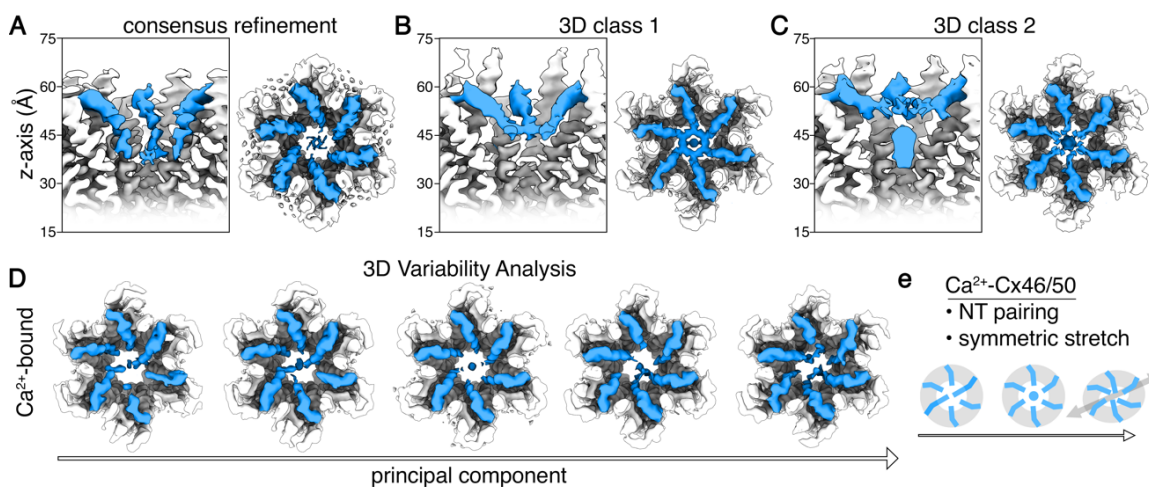 A
consensus refinement
75
60
45
30
15
z-axis (Å)
B
3D class 1
75
60
45
30
15
C
3D class 2
75
60
45
30
15
D
3D Variability Analysis
Ca²⁺-bound
principal component
e
Ca²⁺-Cx46/50
• NT pairing
• symmetric stretch